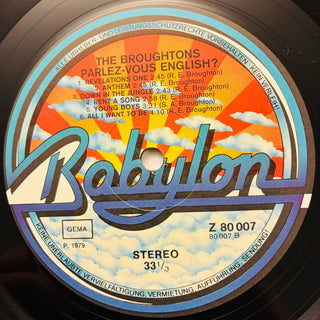 ALLE URHEBER- UND LEISTUNGSSCHUTZRECHTE VORBEHALTEN. KEIN VERLEIH!
THE BROUGHTONS
PARLEZ-VOUS ENGLISH?
1. REVELATIONS ONE 2:45 (R. E. Broughton)
2. ANTHEM 2:45 (R. E. Broughton)
3. DOWN IN THE JUNGLE 2:43 (R. E. Broughton)
4. RENT A SONG (R. E. Broughton)
5. YOUNG BOYS 3:31 (S. A. Broughton)
6. ALL I WANT TO BE 4:10 (R. E. Broughton)
Babylon
GEMA
P. 1979
Z 80 007
80 007 B
STEREO
33 1/3
KEINE UNERLAUBTE VERVIELFÄLTIGUNG, VERMIETUNG, AUFFÜHRUNG, SENDUNG!